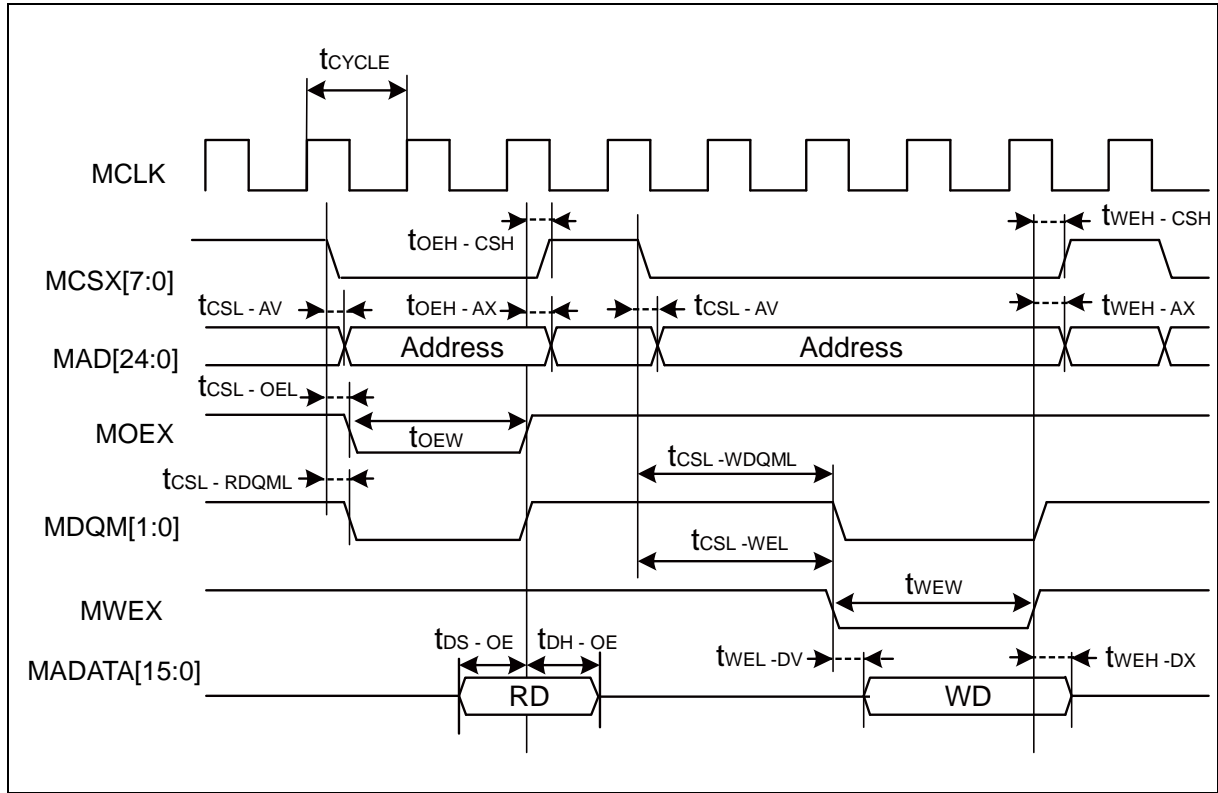 tCYCLE
MCLK
tOEH - CSH
tWEH - CSH
MCSX[7:0]
tCSL - AV
tOEH - AX
tCSL - AV
tWEH - AX
MAD[24:0]
Address
Address
tCSL - OEL
MOEX
tOEW
tCSL -WDQML
tCSL - RDQML
MDQM[1:0]
tCSL -WEL
tWEW
MWEX
tDS - OE
tDH - OE
tWEL -DV
tWEH -DX
MADATA[15:0]
RD
WD